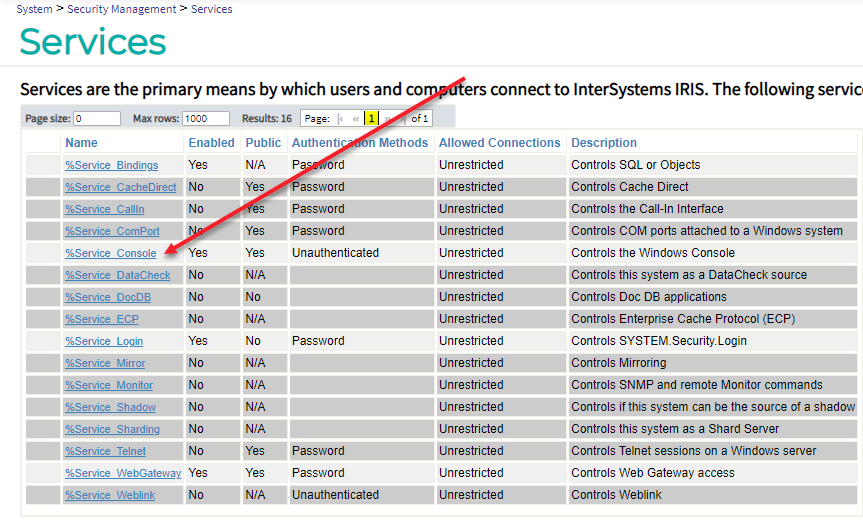 System > Security Management > Services
Services
Services are the primary means by which users and computers connect to InterSystems IRIS. The following servic
Page size: 0 Max rows: 1000 Results: 16 Page: |< << 1 >> >| of 1
Name Enabled Public Authentication Methods Allowed Connections Description
%Service_Bindings Yes N/A Password Unrestricted Controls SQL or Objects
%Service_CacheDirect No Yes Password Unrestricted Controls Cache Direct
%Service_CallIn No Yes Password Unrestricted Controls the Call-In Interface
%Service_ComPort No Yes Password Unrestricted Controls COM ports attached to a Windows system
%Service_Console Yes Yes Unauthenticated Unrestricted Controls the Windows Console
%Service_DataCheck No N/A Unrestricted Controls this system as a DataCheck source
%Service_DocDB No No Unrestricted Controls Doc DB applications
%Service_ECP No N/A Unrestricted Controls Enterprise Cache Protocol (ECP)
%Service_Login Yes No Password Unrestricted Controls SYSTEM.Security.Login
%Service_Mirror No N/A Unrestricted Controls Mirroring
%Service_Monitor No N/A Unrestricted Controls SNMP and remote Monitor commands
%Service_Shadow No N/A Unrestricted Controls if this system can be the source of a shadow
%Service_Sharding No N/A Unrestricted Controls this system as a Shard Server
%Service_Telnet No Yes Password Unrestricted Controls Telnet sessions on a Windows server
%Service_WebGateway Yes Yes Password Unrestricted Controls Web Gateway access
%Service_Weblink No N/A Unauthenticated Unrestricted Controls Weblink